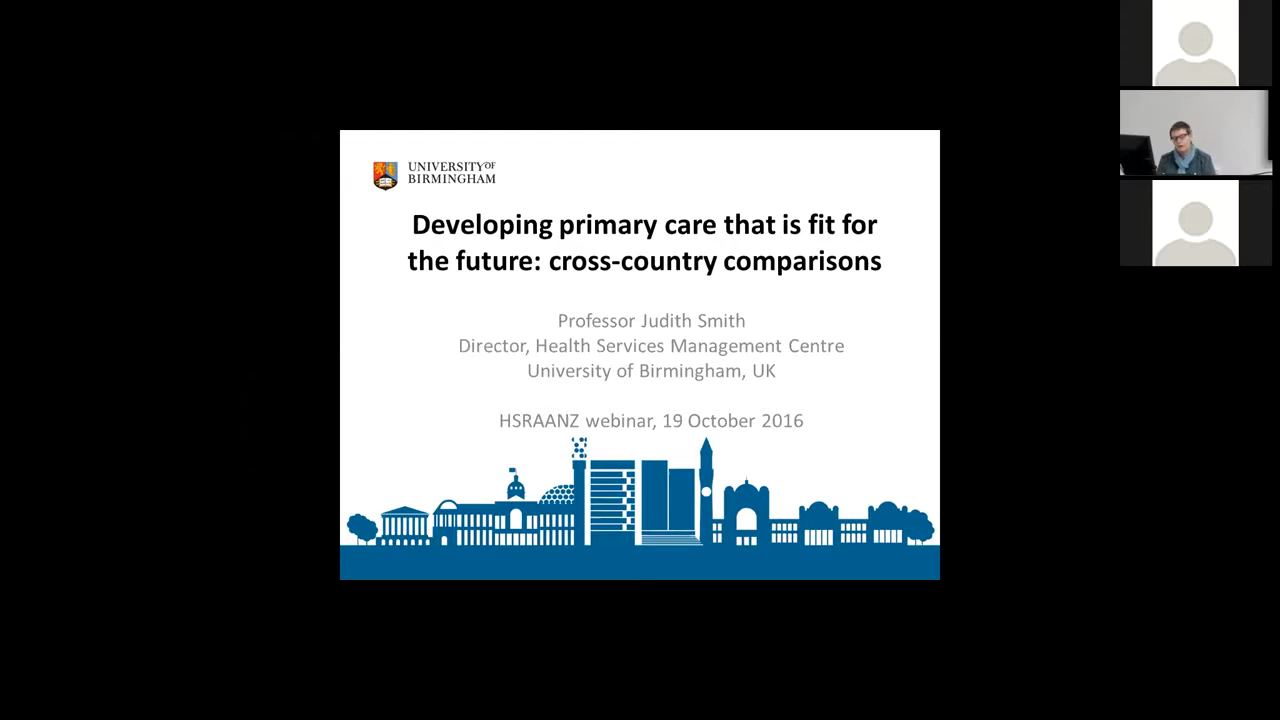 UNIVERSITY OF
BIRMINGHAM
Developing primary care that is fit for
the future: cross-country comparisons
Professor Judith Smith
Director, Health Services Management Centre
University of Birmingham, UK
HSRAANZ webinar, 19 October 2016